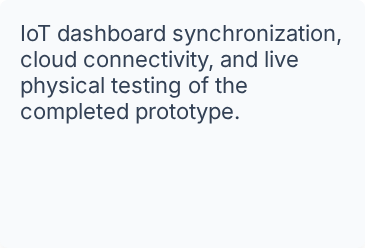 IoT dashboard synchronization,
cloud connectivity, and live
physical testing of the
completed prototype.